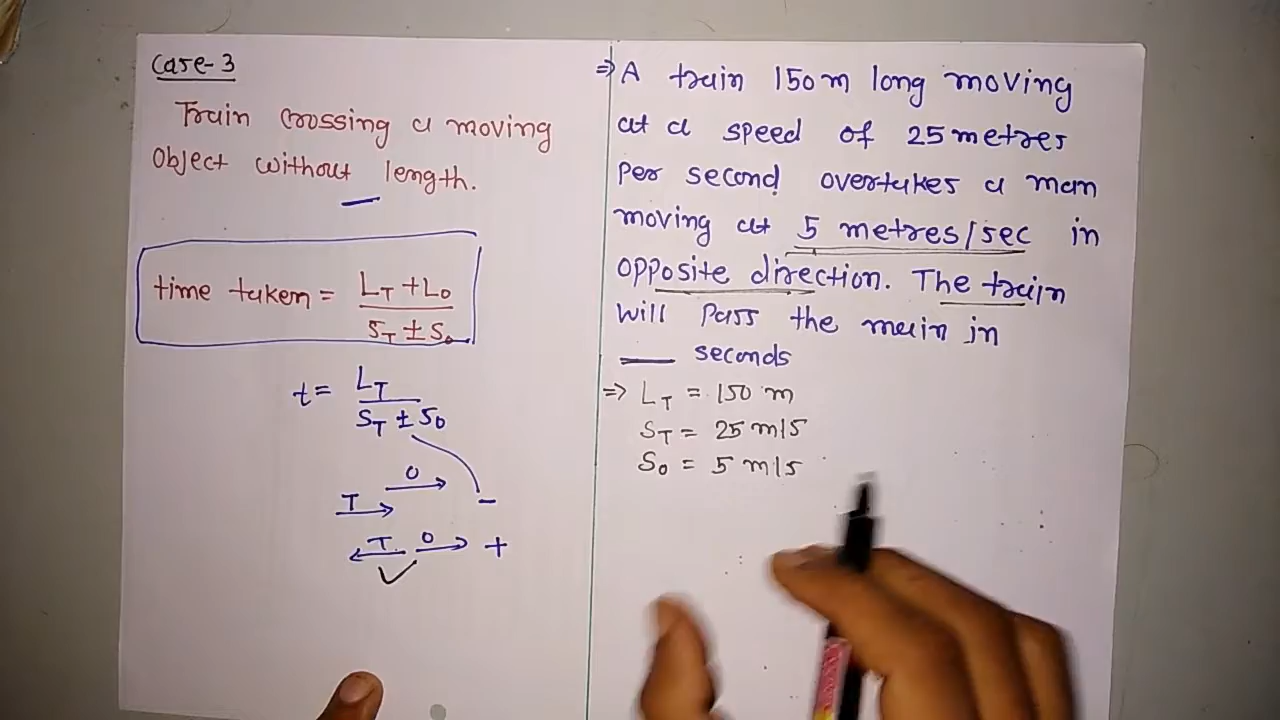 Case-3
Train crossing a moving
object without length.
time taken = LT + LO
ST ± SO
t = LT
ST ± SO
O
T
-
T O +
⇒ A train 150 m long moving
at a speed of 25 metres
per second overtakes a man
moving at 5 metres/sec in
opposite direction. The train
will pass the main in
___ seconds
⇒ LT = 150 m
ST = 25 m/s
SO = 5 m/s